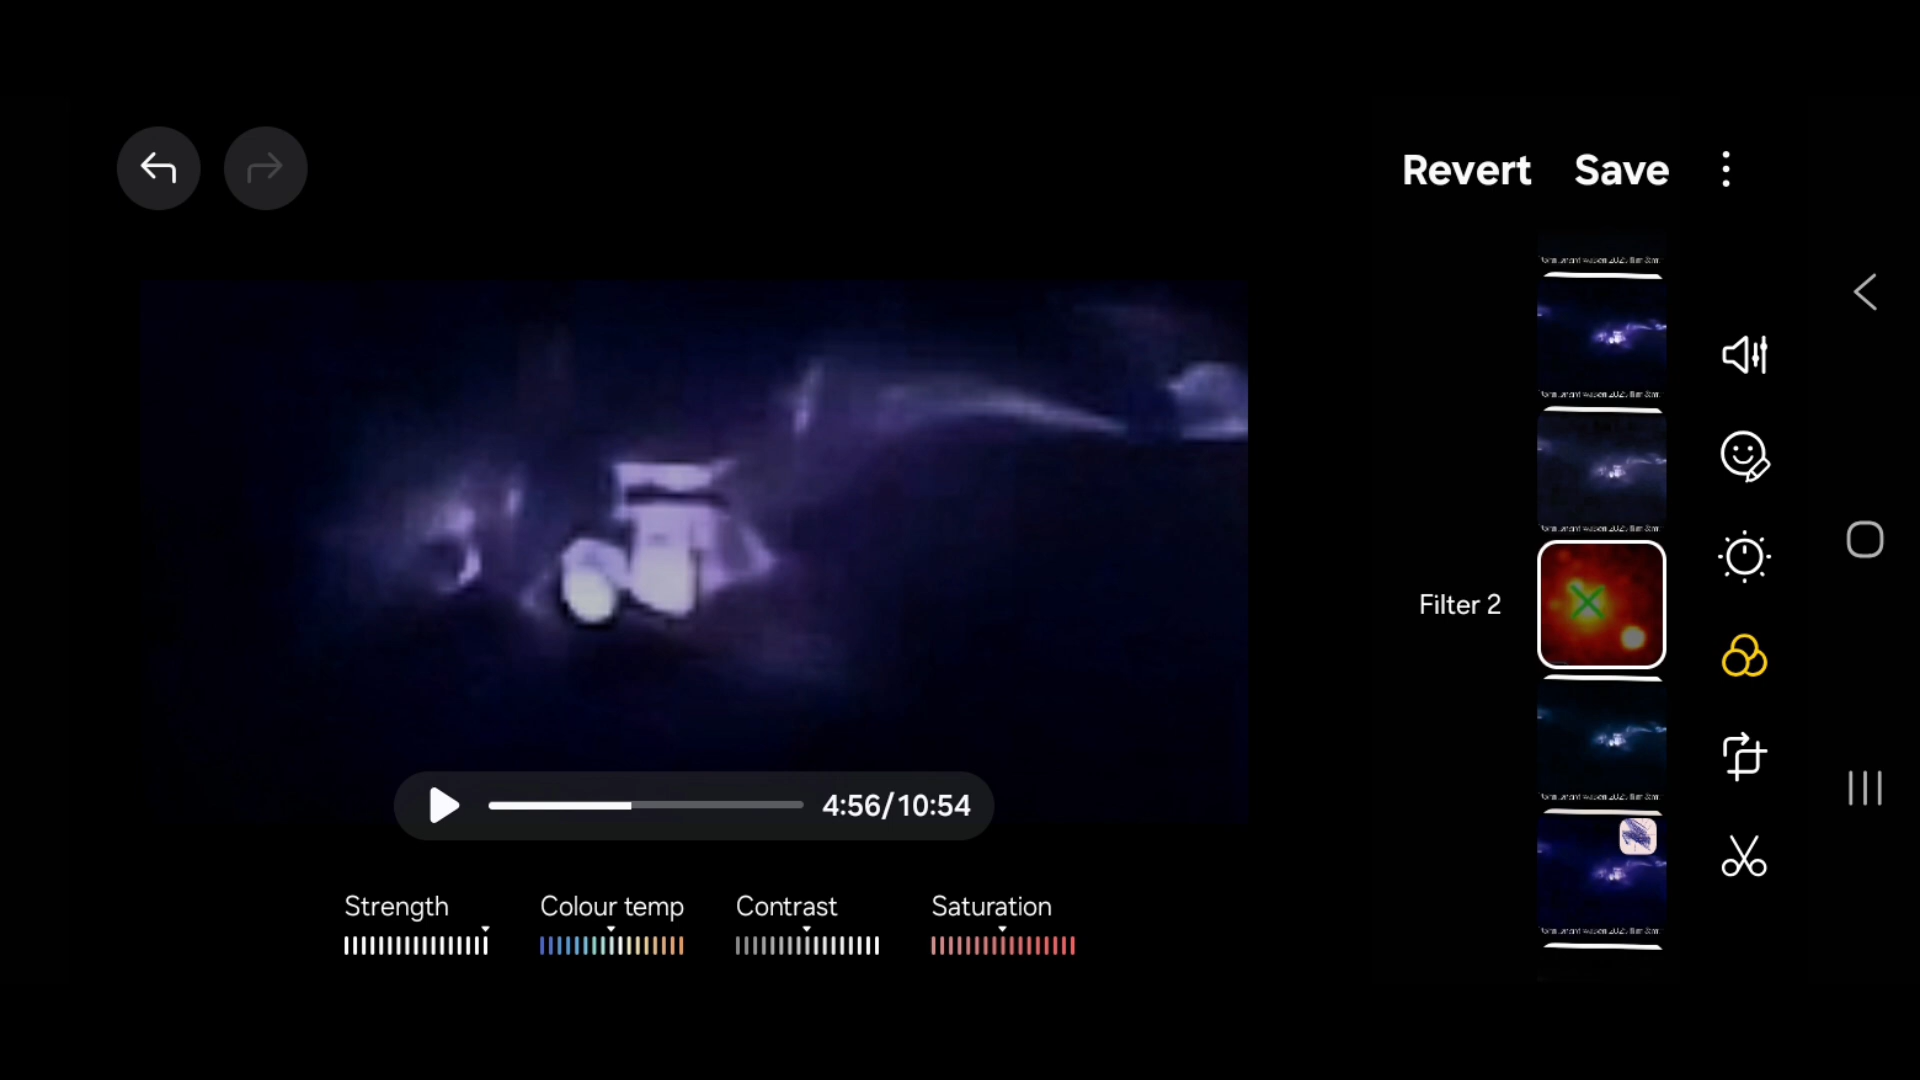 Revert Save
Filter 2
4:56/10:54
Strength Colour temp Contrast Saturation